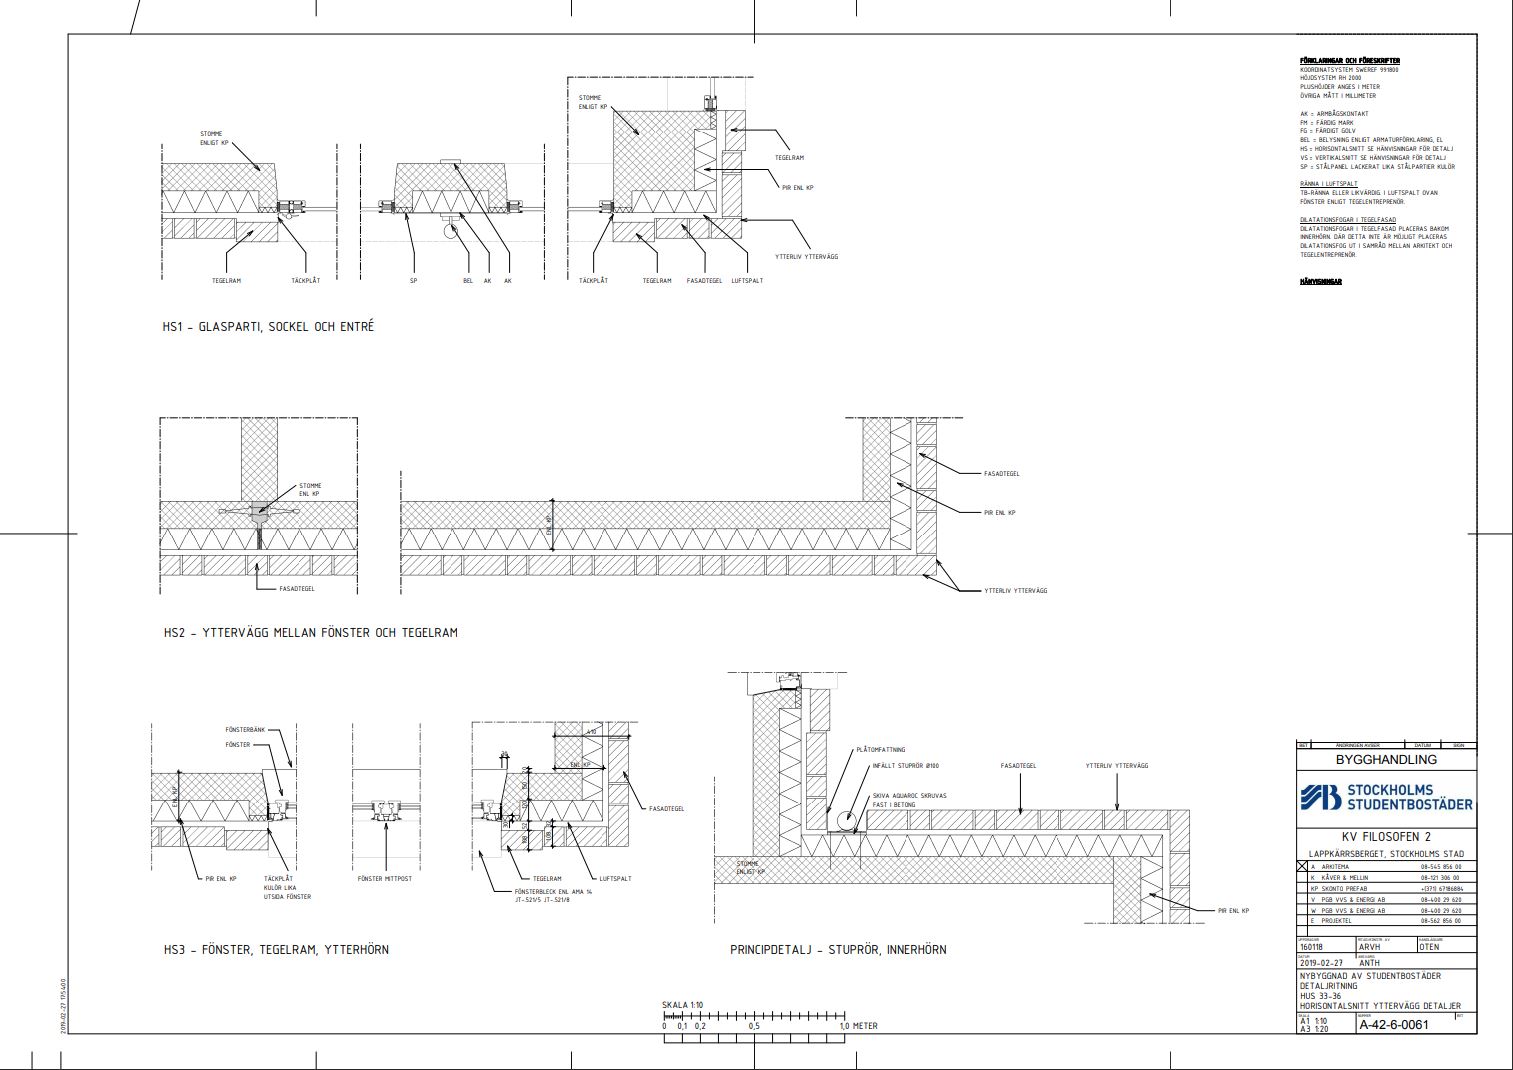 STOMME
ENLIGT KP
STOMME
ENLIGT KP
TEGELRAM
PIR ENL KP
YTTERLIV YTTERVÄGG
TEGELRAM
TÄCKPLÅT
SP
BEL
AK
AK
TÄCKPLÅT
TEGELRAM
FASADTEGEL
LUFTSPALT
HS1 - GLASPARTI, SOCKEL OCH ENTRÉ
STOMME
ENL KP
FASADTEGEL
ENL KP
FASADTEGEL
PIR ENL KP
YTTERLIV YTTERVÄGG
HS2 - YTTERVÄGG MELLAN FÖNSTER OCH TEGELRAM
FÖNSTERBÄNK
FÖNSTER
ENL KP
PIR ENL KP
TÄCKPLÅT
KULÖR LIKA
UTSIDA FÖNSTER
FÖNSTER MITTPOST
410
ENL KP
FASADTEGEL
TEGELRAM
LUFTSPALT
FÖNSTERBLECK ENL AMA 14
JT-.521/5 JT-.521/8
HS3 - FÖNSTER, TEGELRAM, YTTERHÖRN
PLÅTOMFATTNING
INFÄLLT STUPRÖR Ø100
SKIVA AQUAROC SKRUVAS
FAST I BETONG
FASADTEGEL
YTTERLIV YTTERVÄGG
STOMME
ENLIGT KP
PIR ENL KP
PRINCIPDETALJ - STUPRÖR, INNERHÖRN
SKALA 1:10
0 0,1 0,2 0,5 1,0 METER
2019-02-27 17:54:00
FÖRKLARINGAR OCH FÖRESKRIFTER
KOORDINATSYSTEM SWEREF 991800
HÖJDSYSTEM RH 2000
PLUSHÖJDER ANGES I METER
ÖVRIGA MÅTT I MILLIMETER
AK = ARMBÅGSKONTAKT
FM = FÄRDIG MARK
FG = FÄRDIGT GOLV
BEL = BELYSNING ENLIGT ARMATURFÖRKLARING, EL
HS = HORISONTALSNITT SE HÄNVISNINGAR FÖR DETALJ
VS = VERTIKALSNITT SE HÄNVISNINGAR FÖR DETALJ
SP = STÅLPANEL LACKERAT LIKA STÅLPARTIER KULÖR
RÄNNA I LUFTSPALT
TB-RÄNNA ELLER LIKVÄRDIG I LUFTSPALT OVAN
FÖNSTER ENLIGT TEGELENTREPRENÖR.
DILATATIONSFOGAR I TEGELFASAD
DILATATIONSFOGAR I TEGELFASAD PLACERAS BAKOM
INNERHÖRN. DÄR DETTA INTE ÄR MÖJLIGT PLACERAS
DILATATIONSFOG UT I SAMRÅD MELLAN ARKITEKT OCH
TEGELENTREPRENÖR.
HÄNVISNINGAR
BET ÄNDRINGEN AVSER DATUM SIGN
BYGGHANDLING
STOCKHOLMS
STUDENTBOSTÄDER
KV FILOSOFEN 2
LAPPKÄRRSBERGET, STOCKHOLMS STAD
A ARKITEMA 08-545 856 00
K KÅVER & MELLIN 08-121 306 00
KP SKONTO PREFAB +(371) 67186884
V PGB VVS & ENERGI AB 08-400 29 620
W PGB VVS & ENERGI AB 08-400 29 620
E PROJEKTEL 08-562 856 00
160118 ARVH OTEN
DATUM
2019-02-27 ANTH
NYBYGGNAD AV STUDENTBOSTÄDER
DETALJRITNING
HUS 33-36
HORISONTALSNITT YTTERVÄGG DETALJER
SKALA NUMMER BET
A1 1:10
A3 1:20
A-42-6-0061